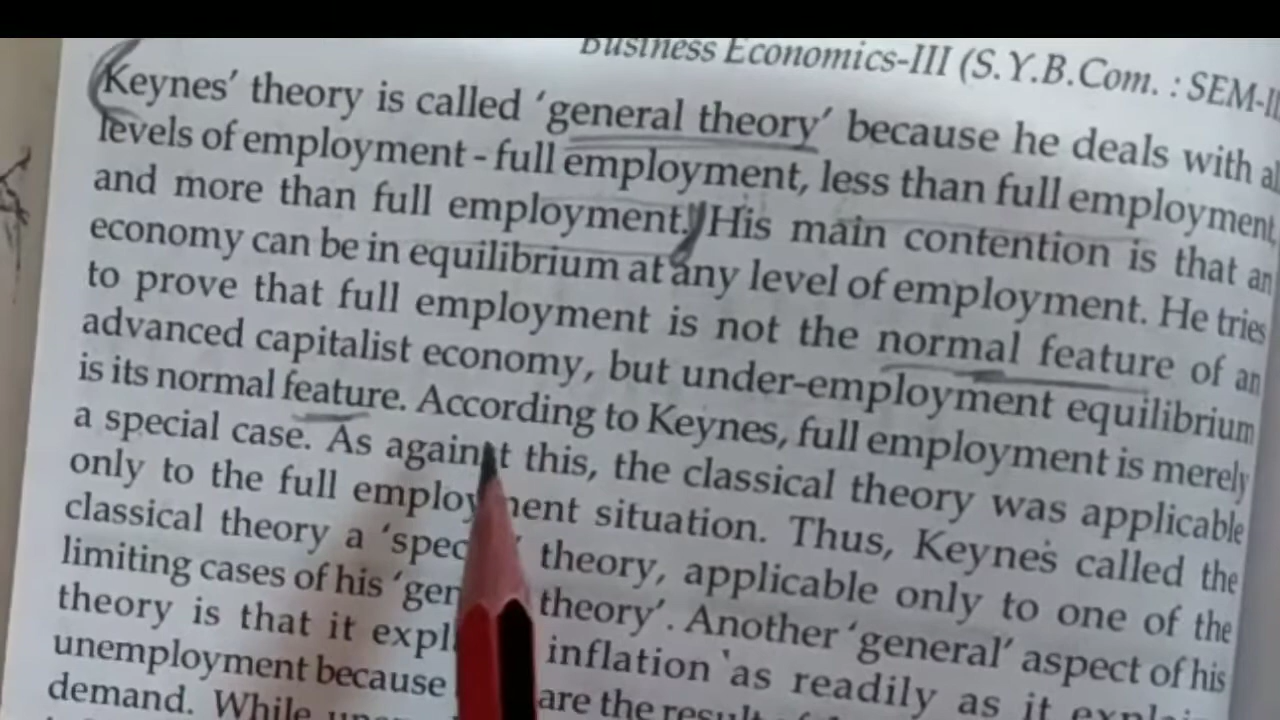 Business Economics-III (S.Y.B.Com. : SEM-
Keynes' theory is called 'general theory' because he deals with
levels of employment - full employment, less than full employment,
and more than full employment. His main contention is that an
economy can be in equilibrium at any level of employment. He tries
to prove that full employment is not the normal feature of an
advanced capitalist economy, but under-employment equilibrium
is its normal feature. According to Keynes, full employment is merely
a special case. As against this, the classical theory was applicable
only to the full employment situation. Thus, Keynes called the
classical theory a theory, applicable only to one of the
limiting cases of his theory'. Another 'general' aspect of his
theory is that it inflation as readily as it
unemployment because are the
demand. While